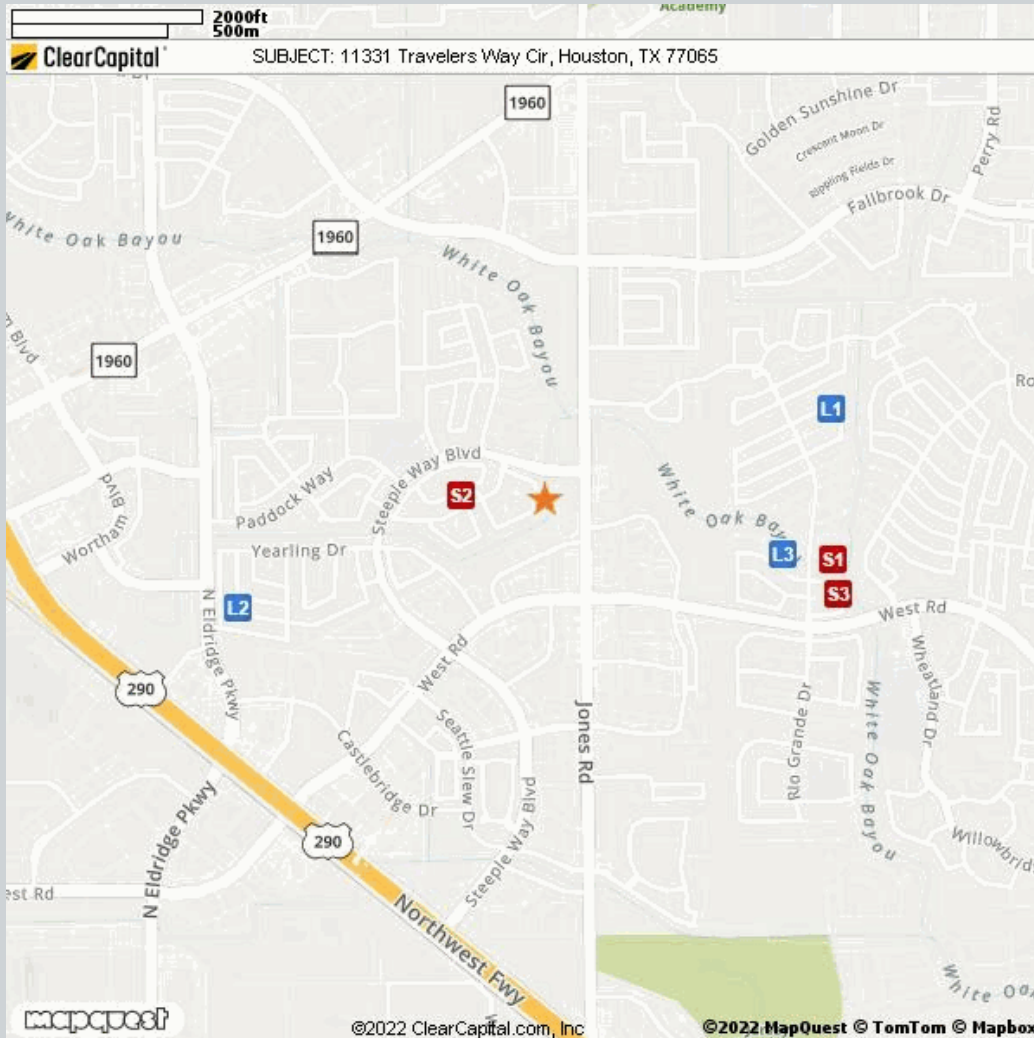 2000ft
500m
Academy
ClearCapital
SUBJECT: 11331 Travelers Way Cir, Houston, TX 77065
1960
Golden Sunshine Dr
Crescent Moon Dr
Rippling Fields Dr
Perry Rd
Fallbrook Dr
White Oak Bayou
1960
White Oak Bayou
Blvd
1960
Ro
L1
Steeple Way Blvd
S2
Paddock Way
White Oak Bay
Wortham Blvd
Yearling Dr
L3
S1
S3
L2
N Eldridge Pkwy
West Rd
West Rd
290
Wheatland Dr
Rio Grande Dr
White Oak Bayou
Jones Rd
Seattle Slew Dr
Castlebridge Dr
Steeple Way Blvd
290
N Eldridge Pkwy
Willowbrid
est Rd
Northwest Fwy
White Oa
mapquest
©2022 ClearCapital.com, Inc
©2022 MapQuest © TomTom © Mapbox